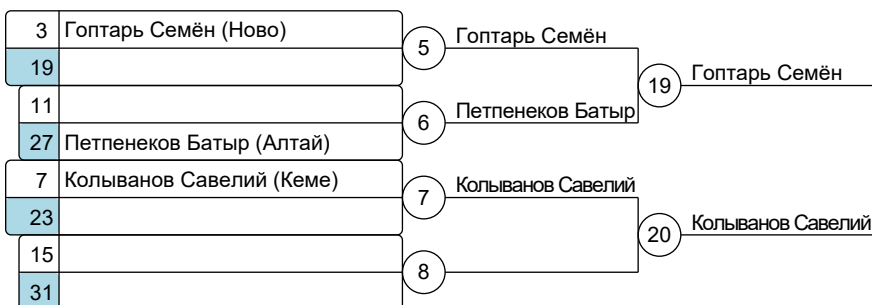 3 Гоптарь Семён (Ново)
19
5 Гоптарь Семён
11
27 Петпенеков Батыр (Алтай)
6 Петпенеков Батыр
19 Гоптарь Семён
7 Колыванов Савелий (Кеме)
23
7 Колыванов Савелий
15
31
8
20 Колыванов Савелий